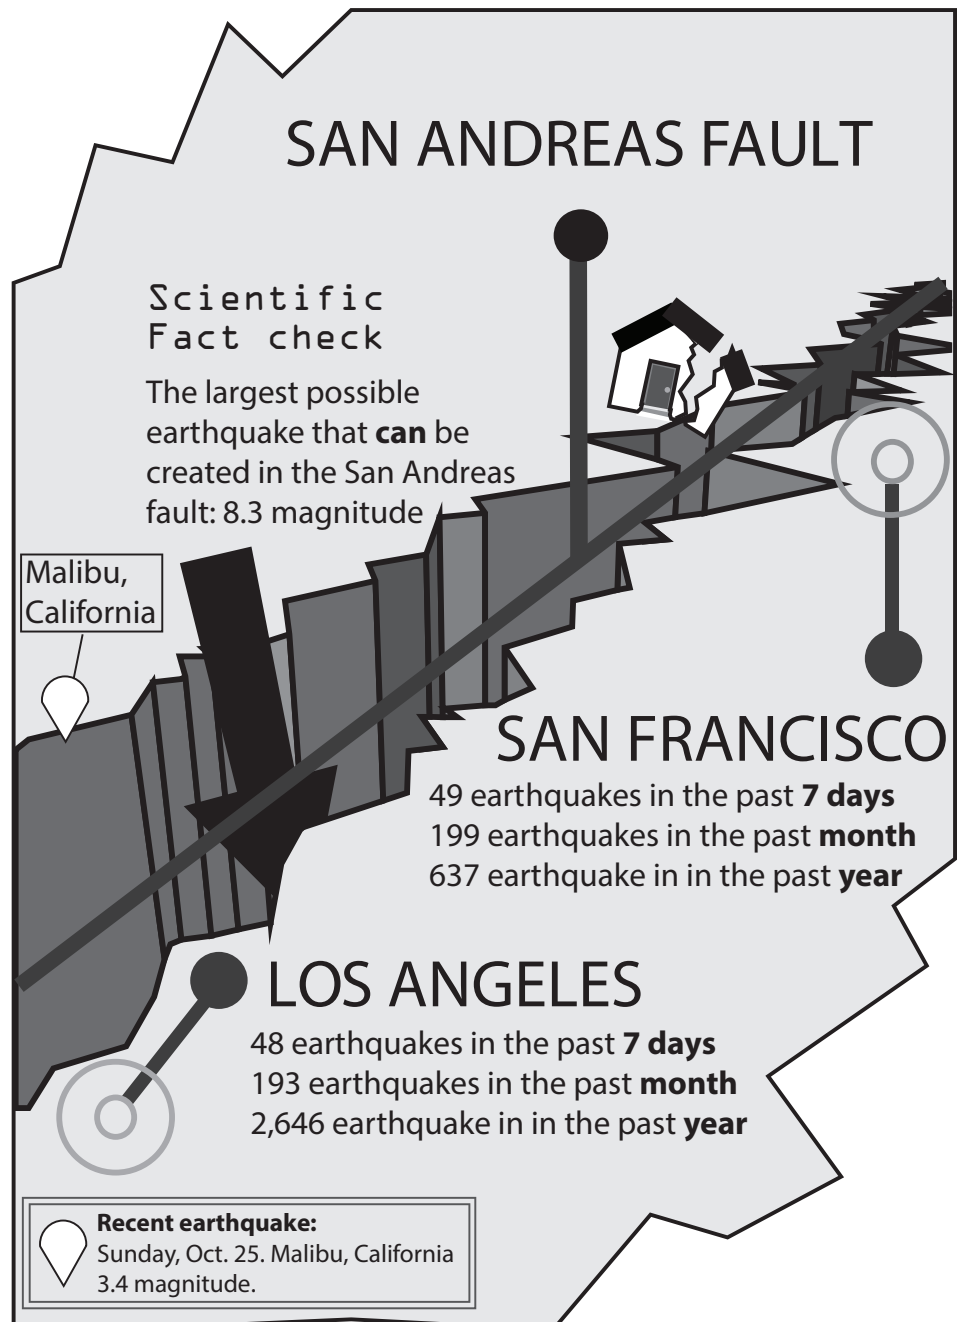 SAN ANDREAS FAULT
Scientific
Fact check
The largest possible
earthquake that can be
created in the San Andreas
fault: 8.3 magnitude
Malibu,
California
SAN FRANCISCO
49 earthquakes in the past 7 days
199 earthquakes in the past month
637 earthquake in in the past year
LOS ANGELES
48 earthquakes in the past 7 days
193 earthquakes in the past month
2,646 earthquake in in the past year
Recent earthquake:
Sunday, Oct. 25. Malibu, California
3.4 magnitude.